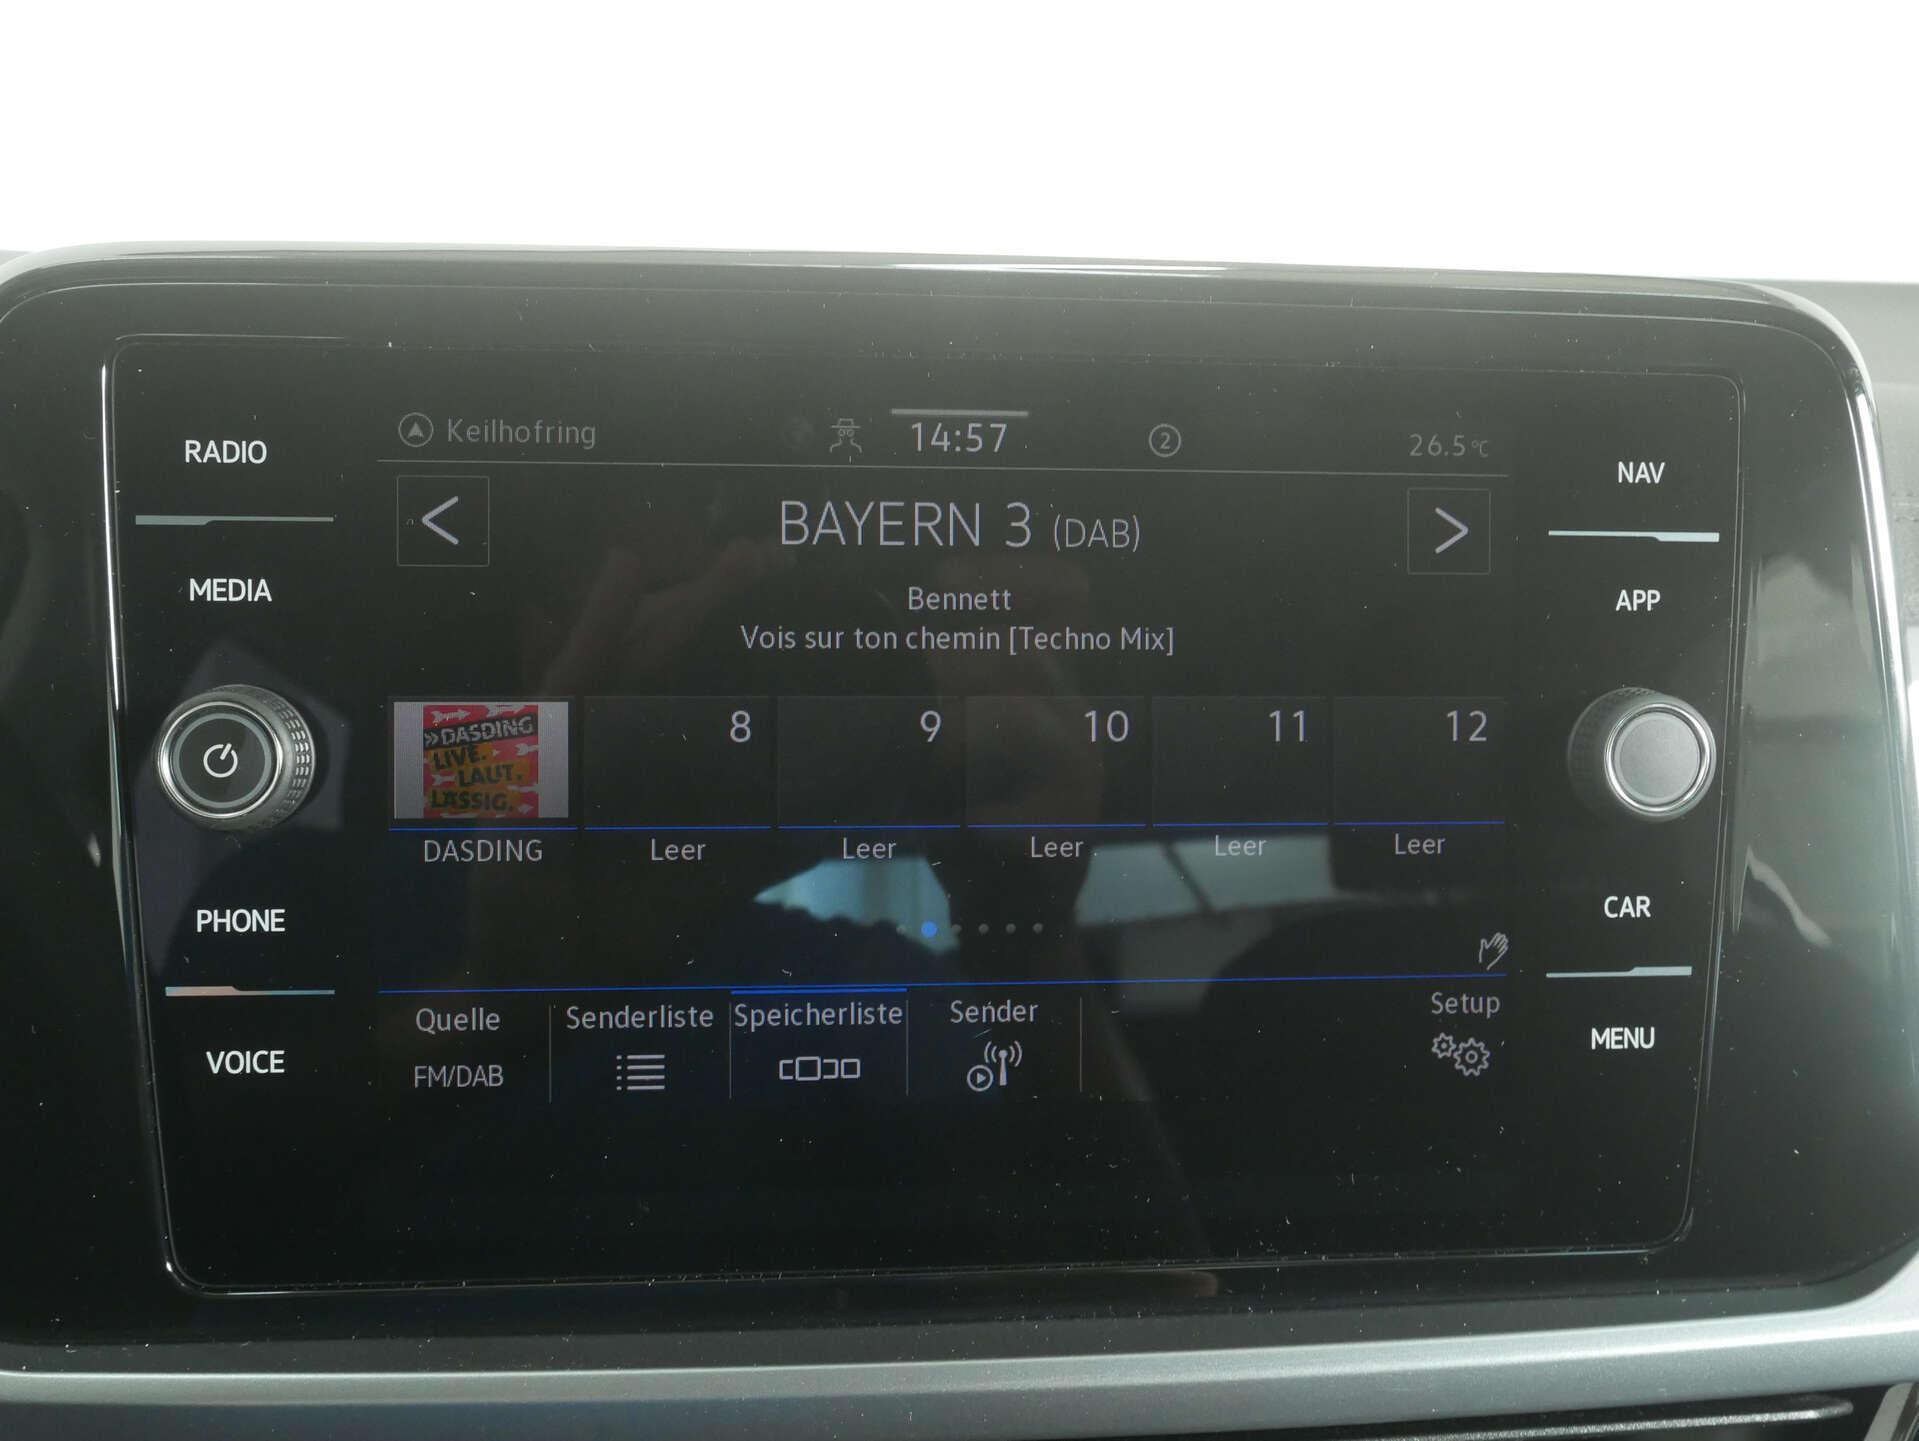 RADIO
MEDIA
PHONE
VOICE
Keilhofring
14:57
2
26.5°C
<
BAYERN 3 (DAB)
>
Bennett
Vois sur ton chemin [Techno Mix]
»DASDING
LIVE.
LAUT.
LÄSSIG.
8
9
10
11
12
DASDING
Leer
Leer
Leer
Leer
Leer
Quelle
FM/DAB
Senderliste
Speicherliste
Sender
Setup
NAV
APP
CAR
MENU